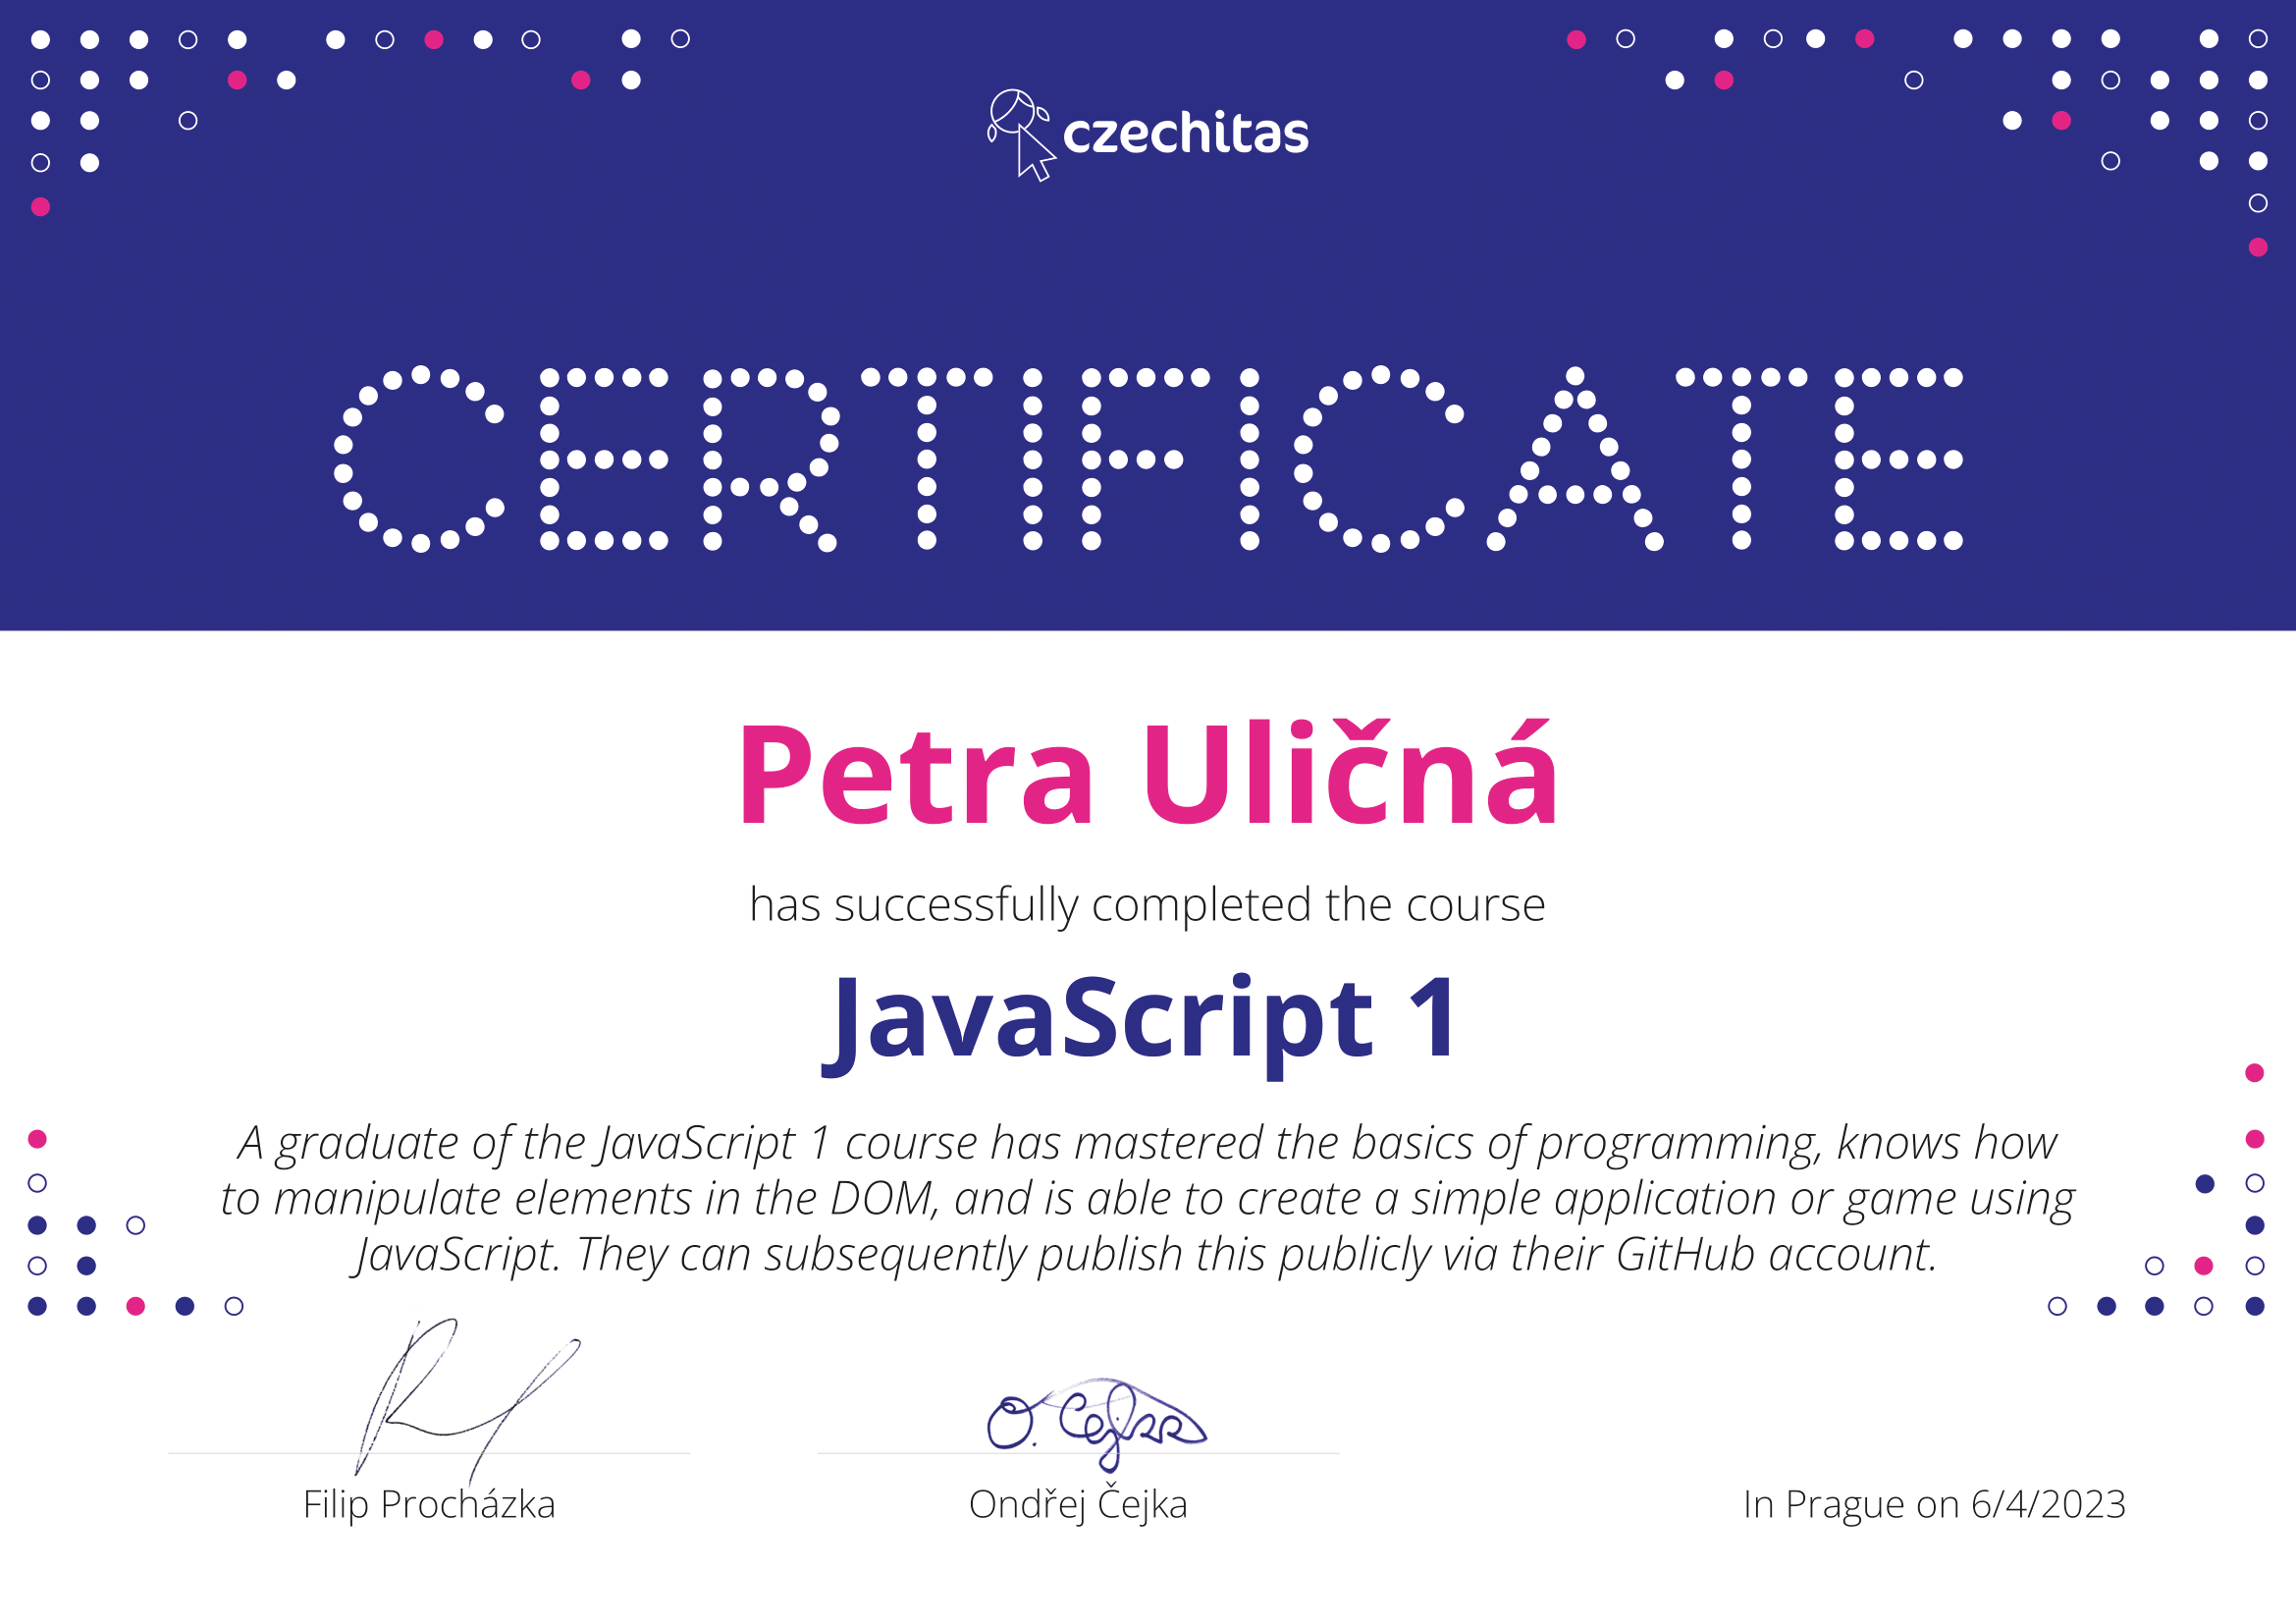 czechitas
CERTIFICATE
Petra Uličná
has successfully completed the course
JavaScript 1
A graduate of the JavaScript 1 course has mastered the basics of programming, knows how
to manipulate elements in the DOM, and is able to create a simple application or game using
JavaScript. They can subsequently publish this publicly via their GitHub account.
O. Čejka
Filip Procházka
Ondřej Čejka
In Prague on 6/4/2023